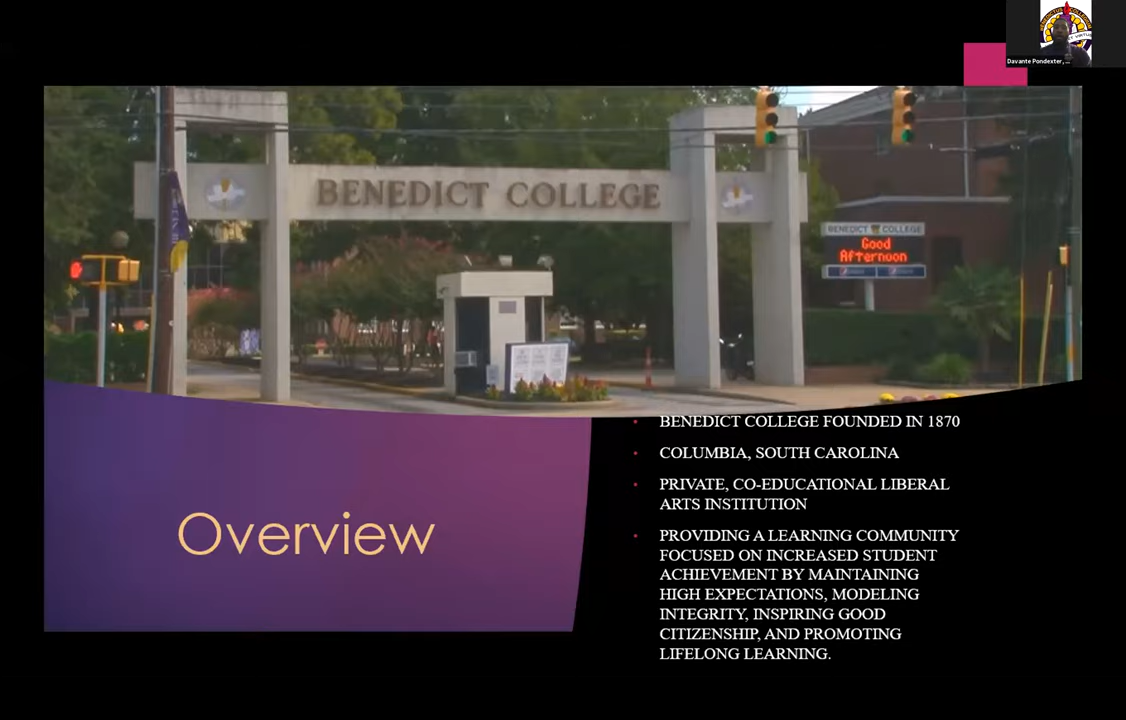 Davante Pondexter, ...
BENEDICT COLLEGE
BENEDICT COLLEGE
Good
Afternoon
BENEDICT COLLEGE FOUNDED IN 1870
COLUMBIA, SOUTH CAROLINA
PRIVATE, CO-EDUCATIONAL LIBERAL
ARTS INSTITUTION
PROVIDING A LEARNING COMMUNITY
FOCUSED ON INCREASED STUDENT
ACHIEVEMENT BY MAINTAINING
HIGH EXPECTATIONS, MODELING
INTEGRITY, INSPIRING GOOD
CITIZENSHIP, AND PROMOTING
LIFELONG LEARNING.
Overview